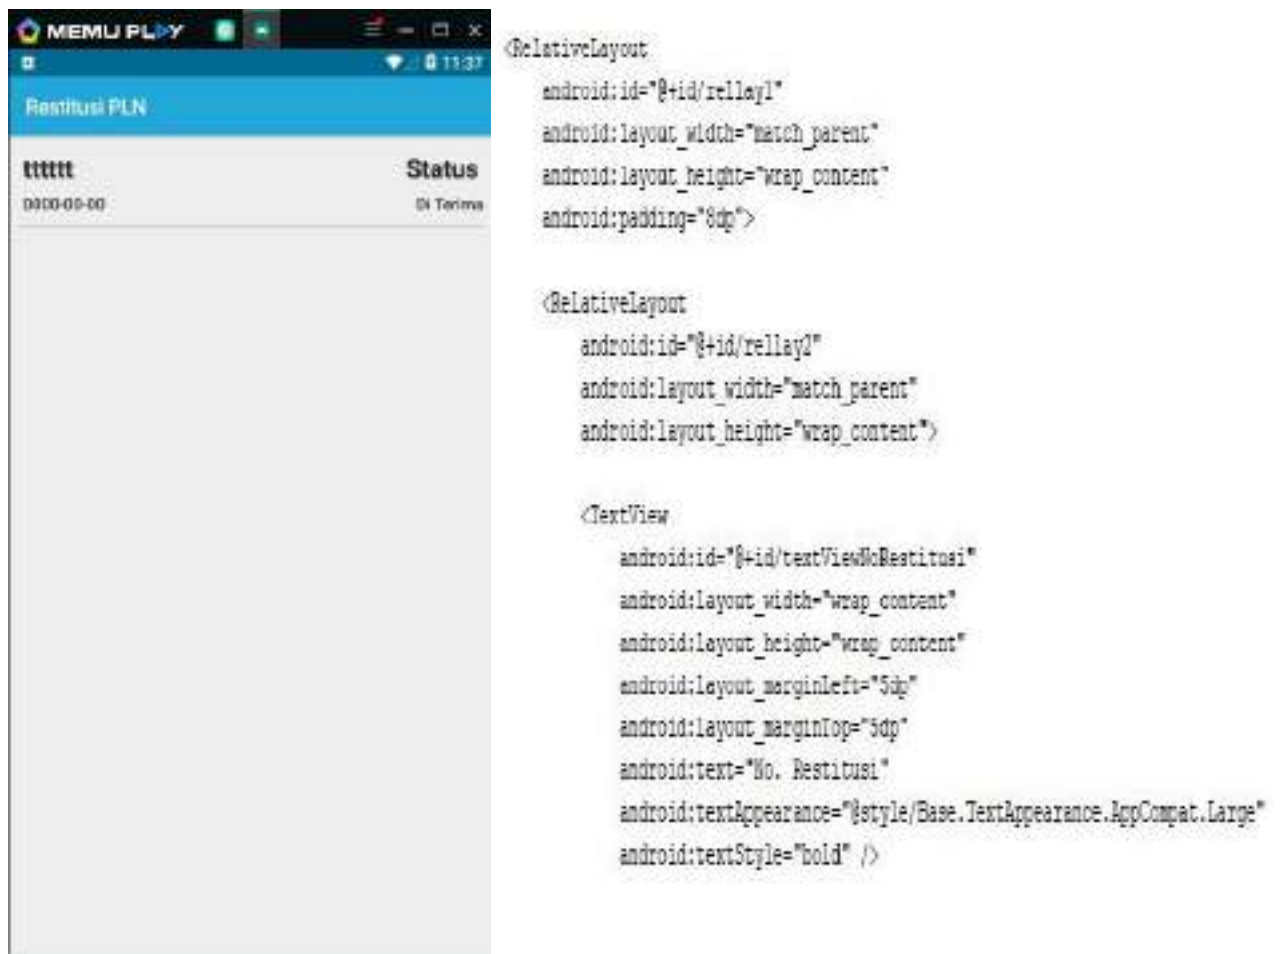 MEMU PLAY
11:37
Restitusi PLN
tttttt
Status
0000-00-00
Di Terima
<RelativeLayout
android:id="@+id/rellay1"
android:layout_width="match_parent"
android:layout_height="wrap_content"
android:padding="8dp">
<RelativeLayout
android:id="@+id/rellay2"
android:layout_width="match_parent"
android:layout_height="wrap_content">
<TextView
android:id="@+id/textViewNoRestitusi"
android:layout_width="wrap_content"
android:layout_height="wrap_content"
android:layout_marginLeft="5dp"
android:layout_marginTop="5dp"
android:text="No. Restitusi"
android:textAppearance="@style/Base.TextAppearance.AppCompat.Large"
android:textStyle="bold" />